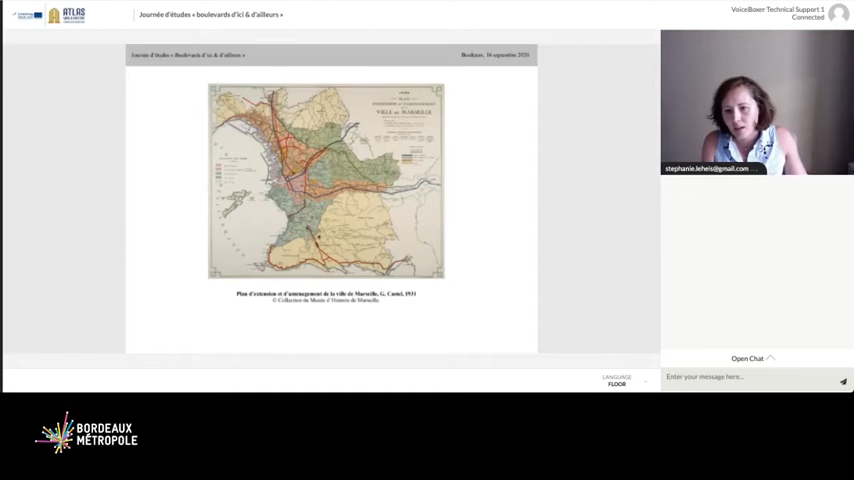 ATLAS
Journée d'études « boulevards d'ici & d'ailleurs »
VoiceBoxer Technical Support 1
Connected
Journée d'études « Boulevards d'ici & d'ailleurs »
Bordeaux, 16 septembre 2020
VILLE DE MARSEILLE
Plan d'extension et d'aménagement de la ville de Marseille, G. Castel, 1931
© Collection du Musée d'Histoire de Marseille.
stephanie.leheis@gmail.com ...
Open Chat
LANGUAGE
FLOOR
Enter your message here...
BORDEAUX
MÉTROPOLE